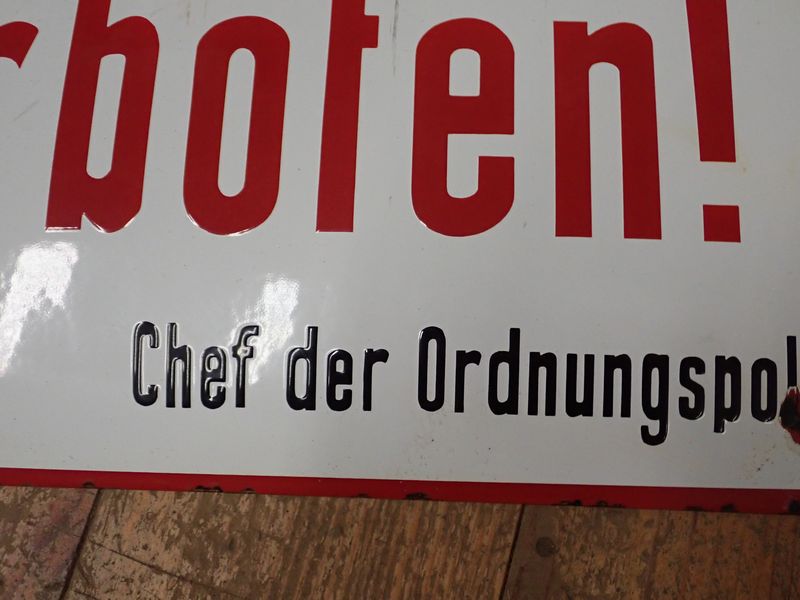 rboten!
Chef der Ordnungspol